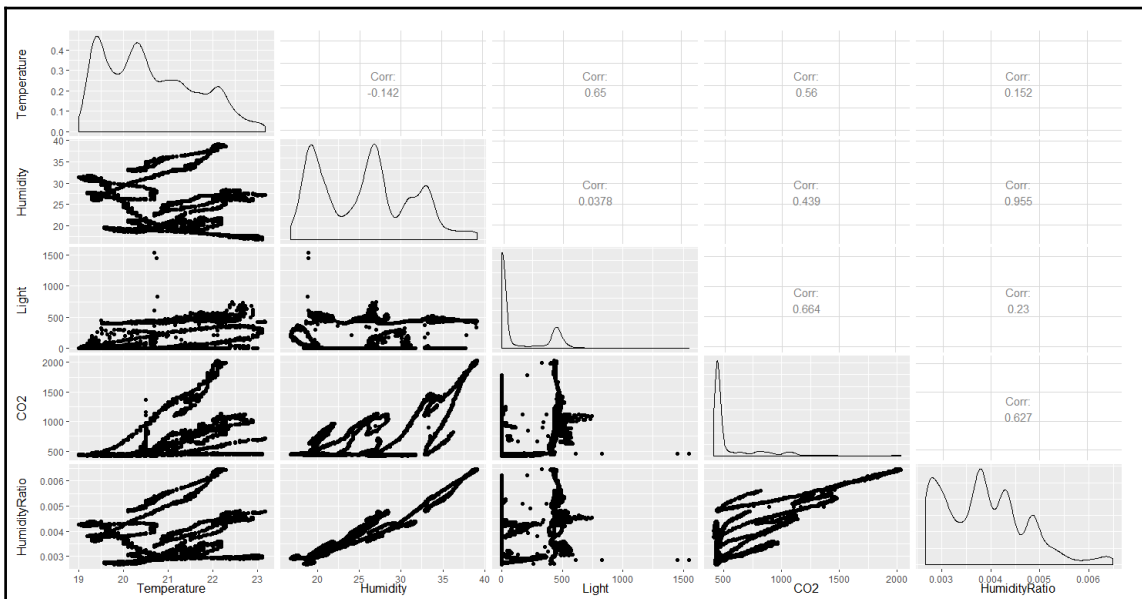 Temperature
0.4
0.3
0.2
0.1
0.0
Corr:
-0.142
Corr:
0.65
Corr:
0.56
Corr:
0.152
Humidity
40
35
30
25
20
Corr:
0.0378
Corr:
0.439
Corr:
0.955
Light
1500
1000
500
0
Corr:
0.664
Corr:
0.23
CO2
2000
1500
1000
500
Corr:
0.627
HumidityRatio
0.006
0.005
0.004
0.003
19 20 21 22 23
20 25 30 35 40
0 500 1000 1500
500 1000 1500 2000
0.003 0.004 0.005 0.006
Temperature
Humidity
Light
CO2
HumidityRatio